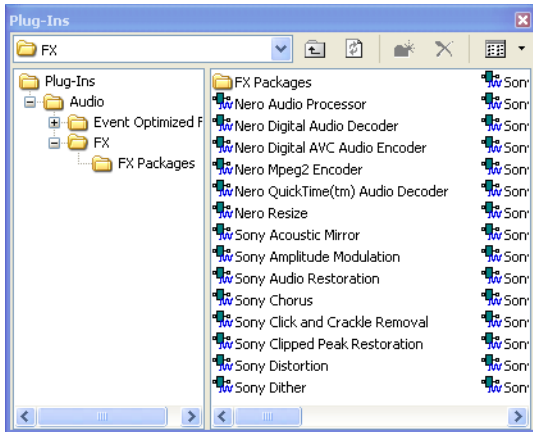 Plug-Ins
FX
Plug-Ins
Audio
Event Optimized F
FX
FX Packages
FX Packages
Nero Audio Processor
Nero Digital Audio Decoder
Nero Digital AVC Audio Encoder
Nero Mpeg2 Encoder
Nero QuickTime(tm) Audio Decoder
Nero Resize
Sony Acoustic Mirror
Sony Amplitude Modulation
Sony Audio Restoration
Sony Chorus
Sony Click and Crackle Removal
Sony Clipped Peak Restoration
Sony Distortion
Sony Dither